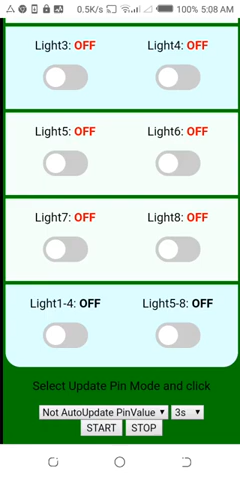 0.5K/s 100% 5:08 AM
Light3: OFF Light4: OFF
Light5: OFF Light6: OFF
Light7: OFF Light8: OFF
Light1-4: OFF Light5-8: OFF
Select Update Pin Mode and click
Not AutoUpdate PinValue 3s
START STOP